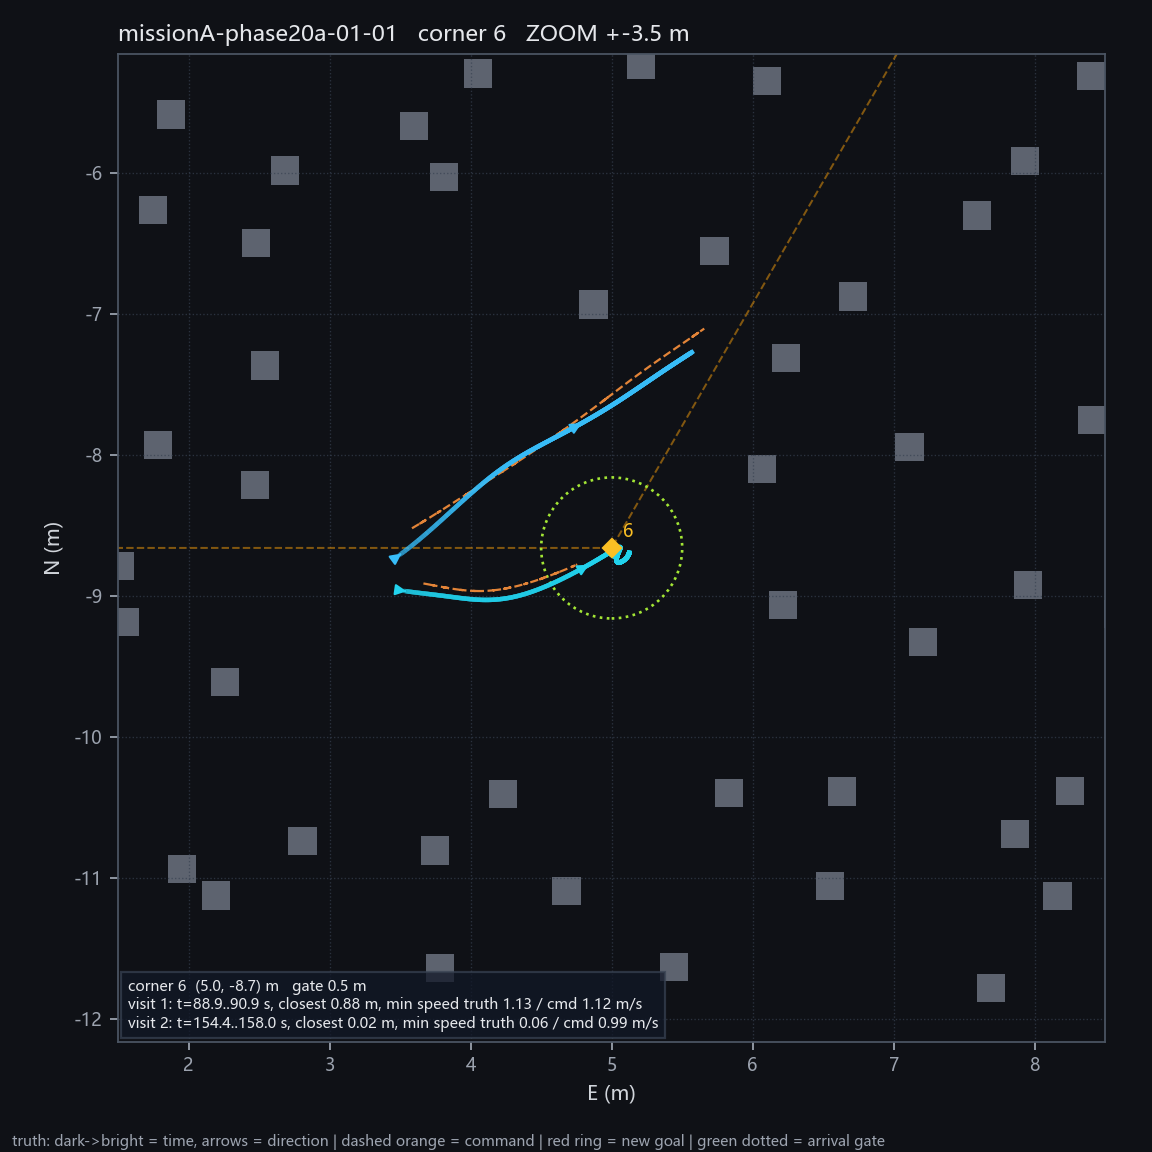 missionA-phase20a-01-01   corner 6   ZOOM +-3.5 m
-6
-7
-8
-9
-10
-11
-12
N (m)
6
corner 6  (5.0, -8.7) m   gate 0.5 m
visit 1: t=88.9..90.9 s, closest 0.88 m, min speed truth 1.13 / cmd 1.12 m/s
visit 2: t=154.4..158.0 s, closest 0.02 m, min speed truth 0.06 / cmd 0.99 m/s
2 3 4 5 6 7 8
E (m)
truth: dark->bright = time, arrows = direction | dashed orange = command | red ring = new goal | green dotted = arrival gate